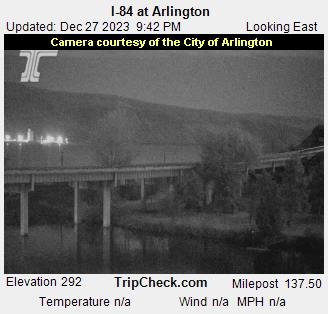 I-84 at Arlington
Updated: Dec 27 2023 9:42 PM Looking East
Camera courtesy of the City of Arlington
Elevation 292 TripCheck.com Milepost 137.50
Temperature n/a Wind n/a MPH n/a